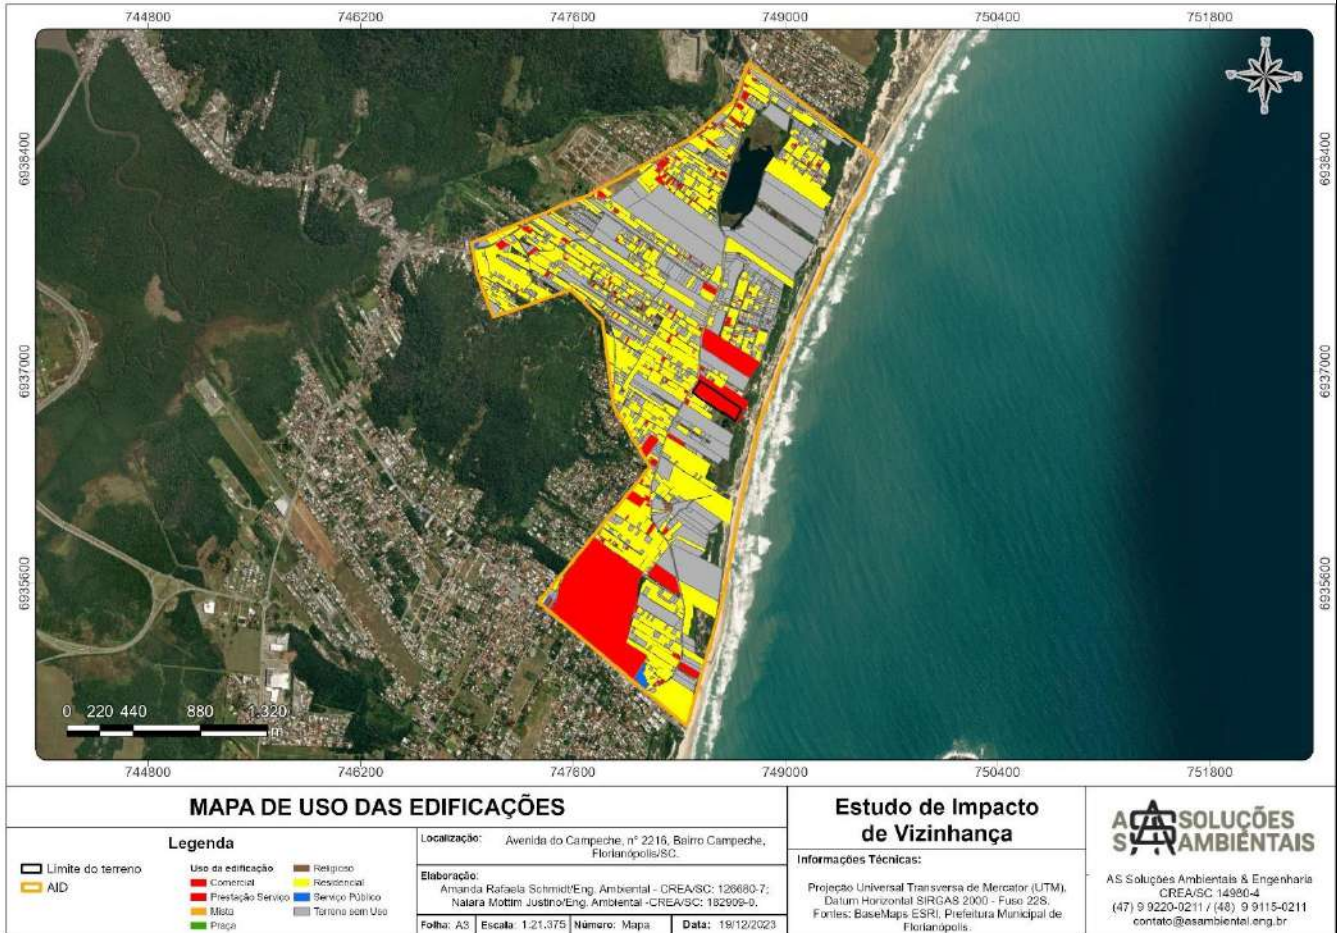 744800 746200 747600 749000 750400 751800
6938400 6938400
6937000 6937000
6935600 6935600
N
S
0 220 440 880 1.320
m
744800 746200 747600 749000 750400 751800
MAPA DE USO DAS EDIFICAÇÕES
Legenda
Limite do terreno
AID
Uso da edificação
Comercial
Prestação Serviço
Mista
Praça
Religioso
Residencial
Serviço Público
Terreno sem Uso
Localização: Avenida do Campeche, n° 2216, Bairro Campeche,
Florianópolis/SC.
Elaboração:
Amanda Rafaela Schmidt/Eng. Ambiental - CREA/SC: 126680-7;
Naiara Mottim Justino/Eng. Ambiental -CREA/SC: 182909-0.
Folha: A3 Escala: 1:21.375 Número: Mapa Data: 19/12/2023
Estudo de Impacto
de Vizinhança
Informações Técnicas:
Projeção Universal Transversa de Mercator (UTM),
Datum Horizontal SIRGAS 2000 - Fuso 22S.
Fontes: BaseMaps ESRI, Prefeitura Municipal de
Florianópolis.
AS SOLUÇÕES
AMBIENTAIS
AS Soluções Ambientais & Engenharia
CREA/SC 14980-4
(47) 9 9220-0211 / (48) 9 9115-0211
contato@asambiental.eng.br